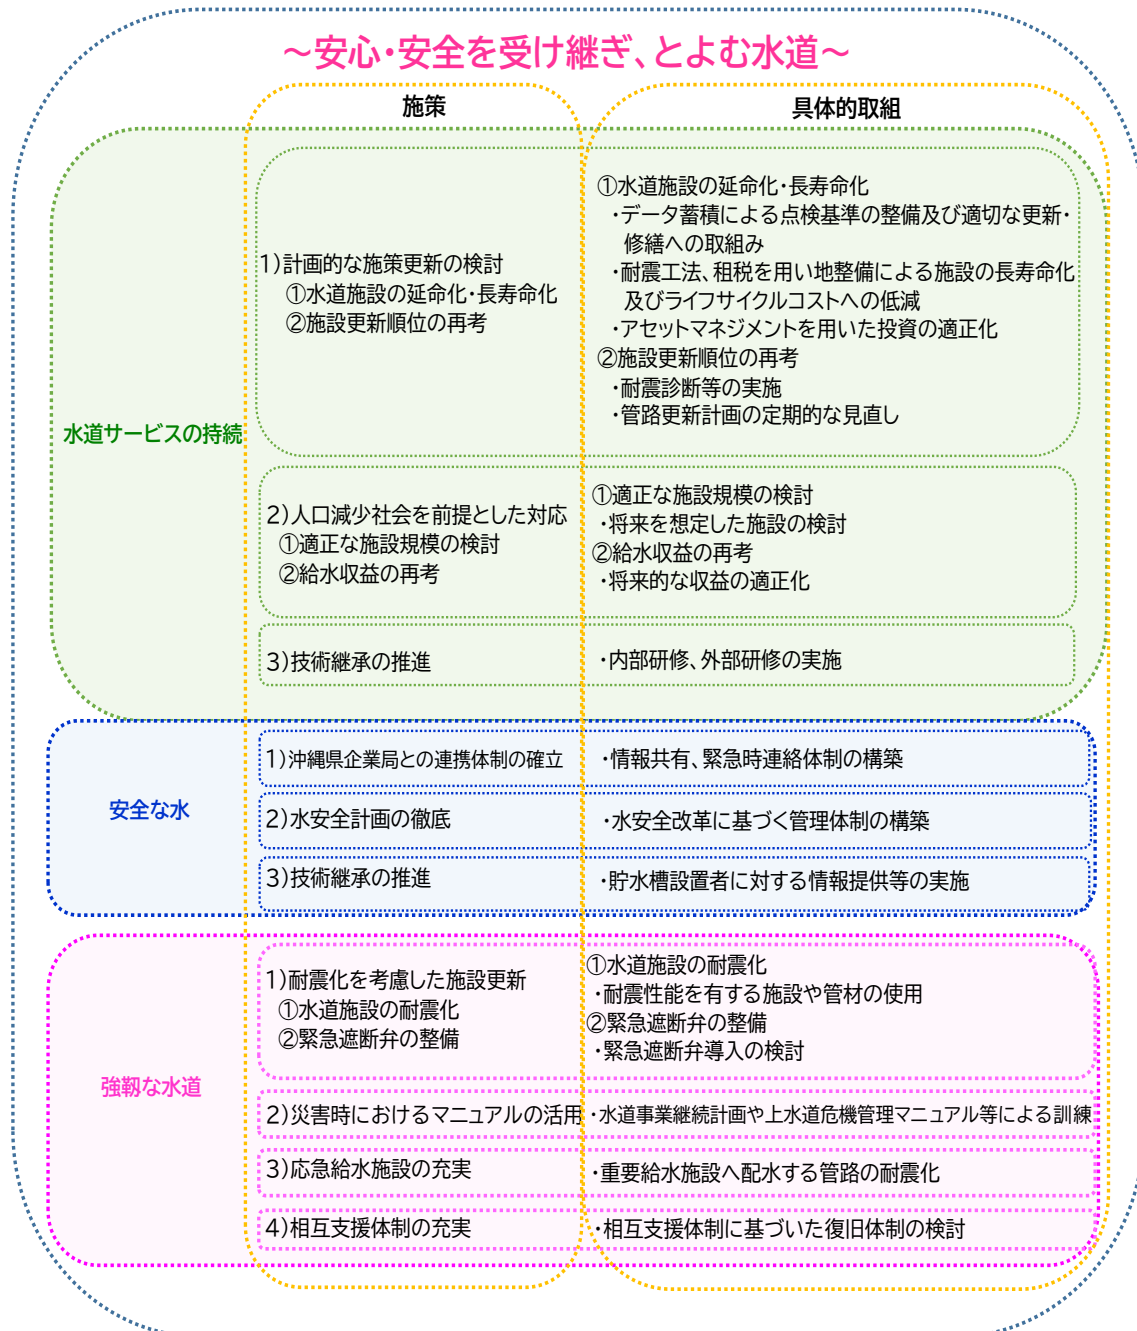 ～安心・安全を受け継ぎ、とよむ水道～
施策
具体的取組
水道サービスの持続
1）計画的な施策更新の検討
①水道施設の延命化・長寿命化
②施設更新順位の再考
①水道施設の延命化・長寿命化
・データ蓄積による点検基準の整備及び適切な更新・
修繕への取組み
・耐震工法、租税を用い地整備による施設の長寿命化
及びライフサイクルコストへの低減
・アセットマネジメントを用いた投資の適正化
②施設更新順位の再考
・耐震診断等の実施
・管路更新計画の定期的な見直し
2）人口減少社会を前提とした対応
①適正な施設規模の検討
②給水収益の再考
①適正な施設規模の検討
・将来を想定した施設の検討
②給水収益の再考
・将来的な収益の適正化
3）技術継承の推進
・内部研修、外部研修の実施
安全な水
1）沖縄県企業局との連携体制の確立
・情報共有、緊急時連絡体制の構築
2）水安全計画の徹底
・水安全改革に基づく管理体制の構築
3）技術継承の推進
・貯水槽設置者に対する情報提供等の実施
強靱な水道
1）耐震化を考慮した施設更新
①水道施設の耐震化
②緊急遮断弁の整備
①水道施設の耐震化
・耐震性能を有する施設や管材の使用
②緊急遮断弁の整備
・緊急遮断弁導入の検討
2）災害時におけるマニュアルの活用
・水道事業継続計画や上水道危機管理マニュアル等による訓練
3）応急給水施設の充実
・重要給水施設へ配水する管路の耐震化
4）相互支援体制の充実
・相互支援体制に基づいた復旧体制の検討